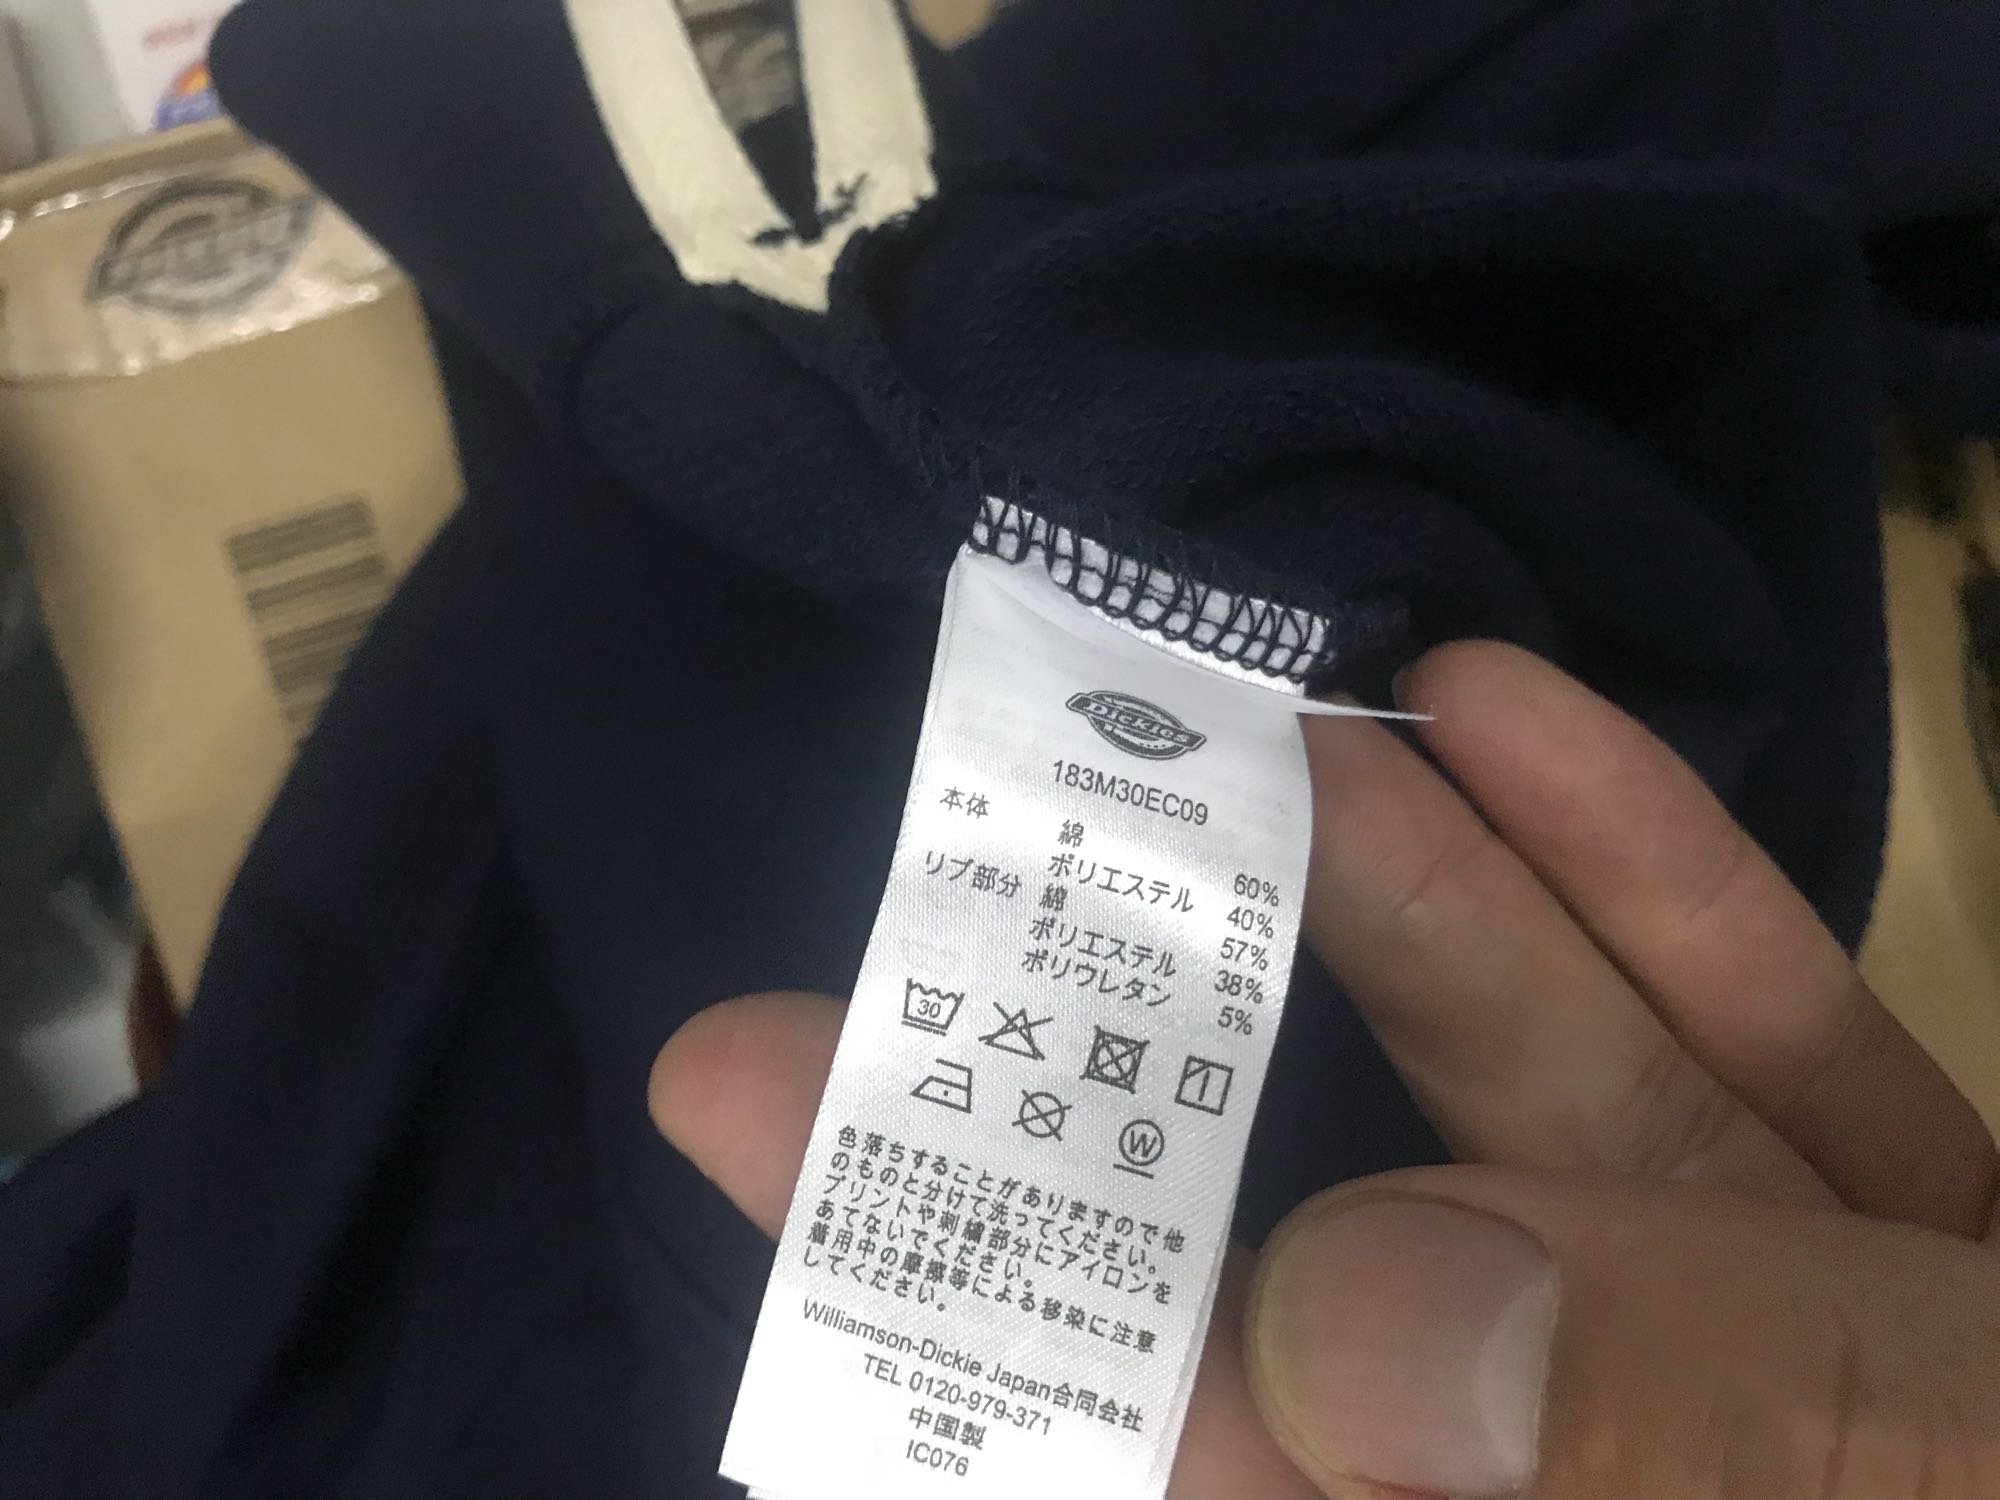 Dickies
183M30EC09
本体 綿 60%
ポリエステル 40%
リブ部分 綿 57%
ポリエステル 38%
ポリウレタン 5%
30
W
色落ちすることがありますので他
のものと分けて洗ってください。
プリントや刺繍部分にアイロンを
あてないでください。
着用中の摩擦等による移染に注意
してください。
Williamson-Dickie Japan合同会社
TEL 0120-979-371
中国製
IC076